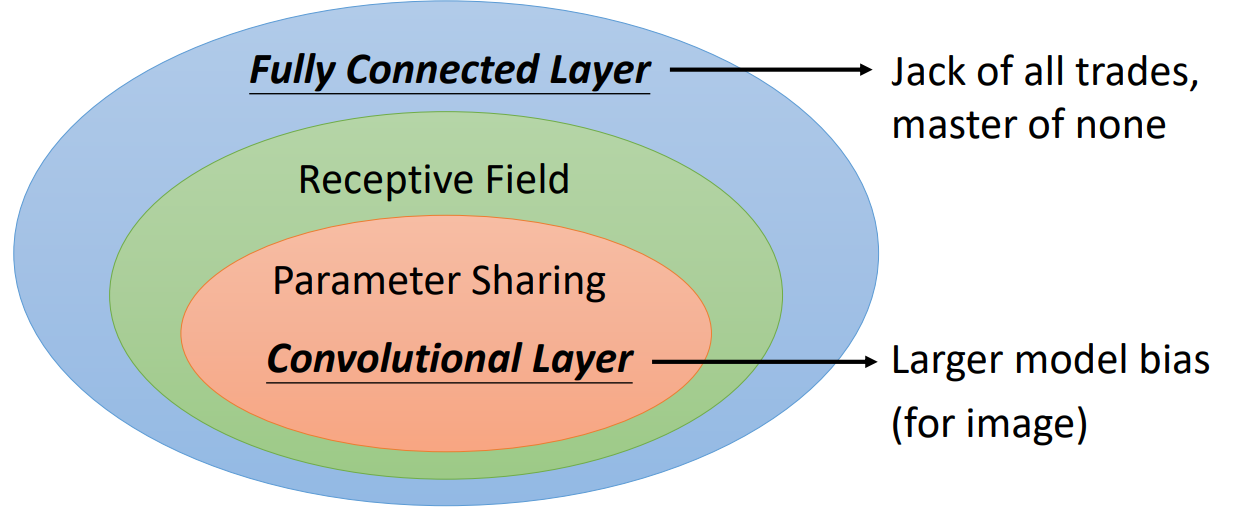 Fully Connected Layer
Jack of all trades,
master of none
Receptive Field
Parameter Sharing
Convolutional Layer
Larger model bias
(for image)